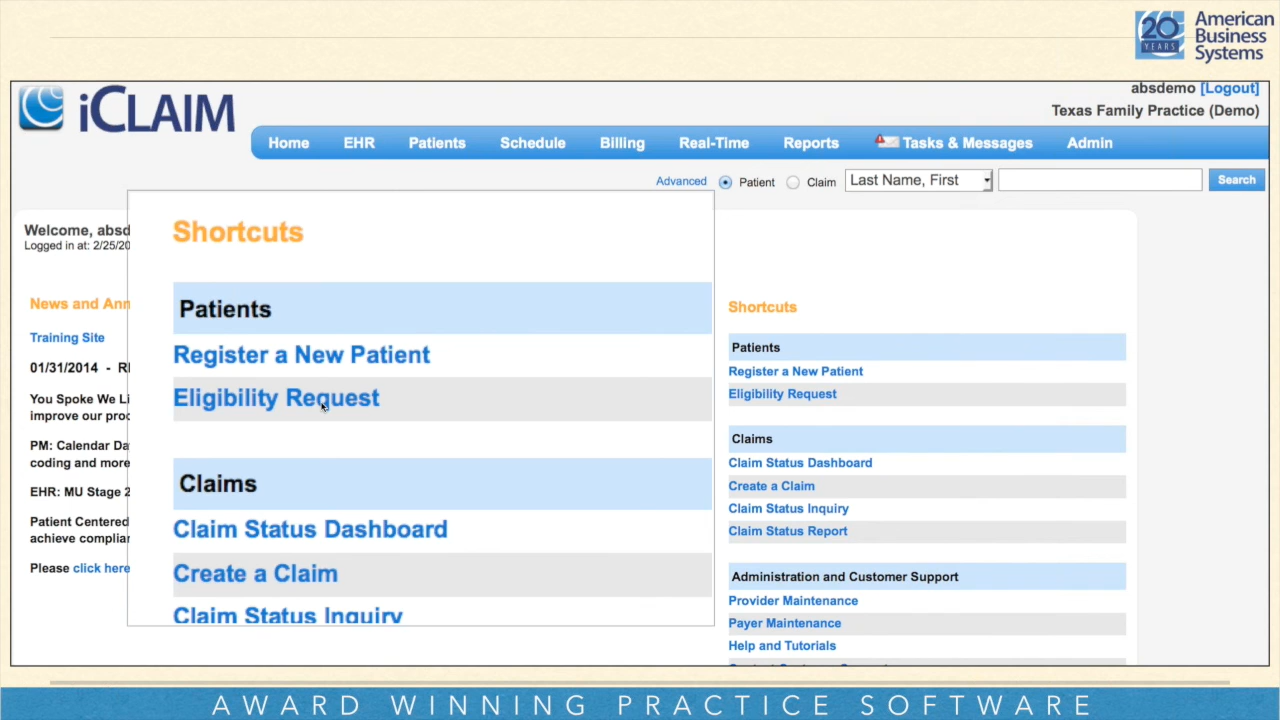 20
YEARS
American
Business
Systems
iCLAIM
absdemo [Logout]
Texas Family Practice (Demo)
Home EHR Patients Schedule Billing Real-Time Reports Tasks & Messages Admin
Advanced Patient Claim Last Name, First Search
Welcome, absd
Logged in at: 2/25/20
News and Ann
Training Site
01/31/2014 - R
You Spoke We Li
improve our proc
PM: Calendar Da
coding and more
EHR: MU Stage 2
Patient Centered
achieve complian
Please click here
Shortcuts
Patients
Register a New Patient
Eligibility Request
Claims
Claim Status Dashboard
Create a Claim
Claim Status Inquiry
Shortcuts
Patients
Register a New Patient
Eligibility Request
Claims
Claim Status Dashboard
Create a Claim
Claim Status Inquiry
Claim Status Report
Administration and Customer Support
Provider Maintenance
Payer Maintenance
Help and Tutorials
AWARD WINNING PRACTICE SOFTWARE